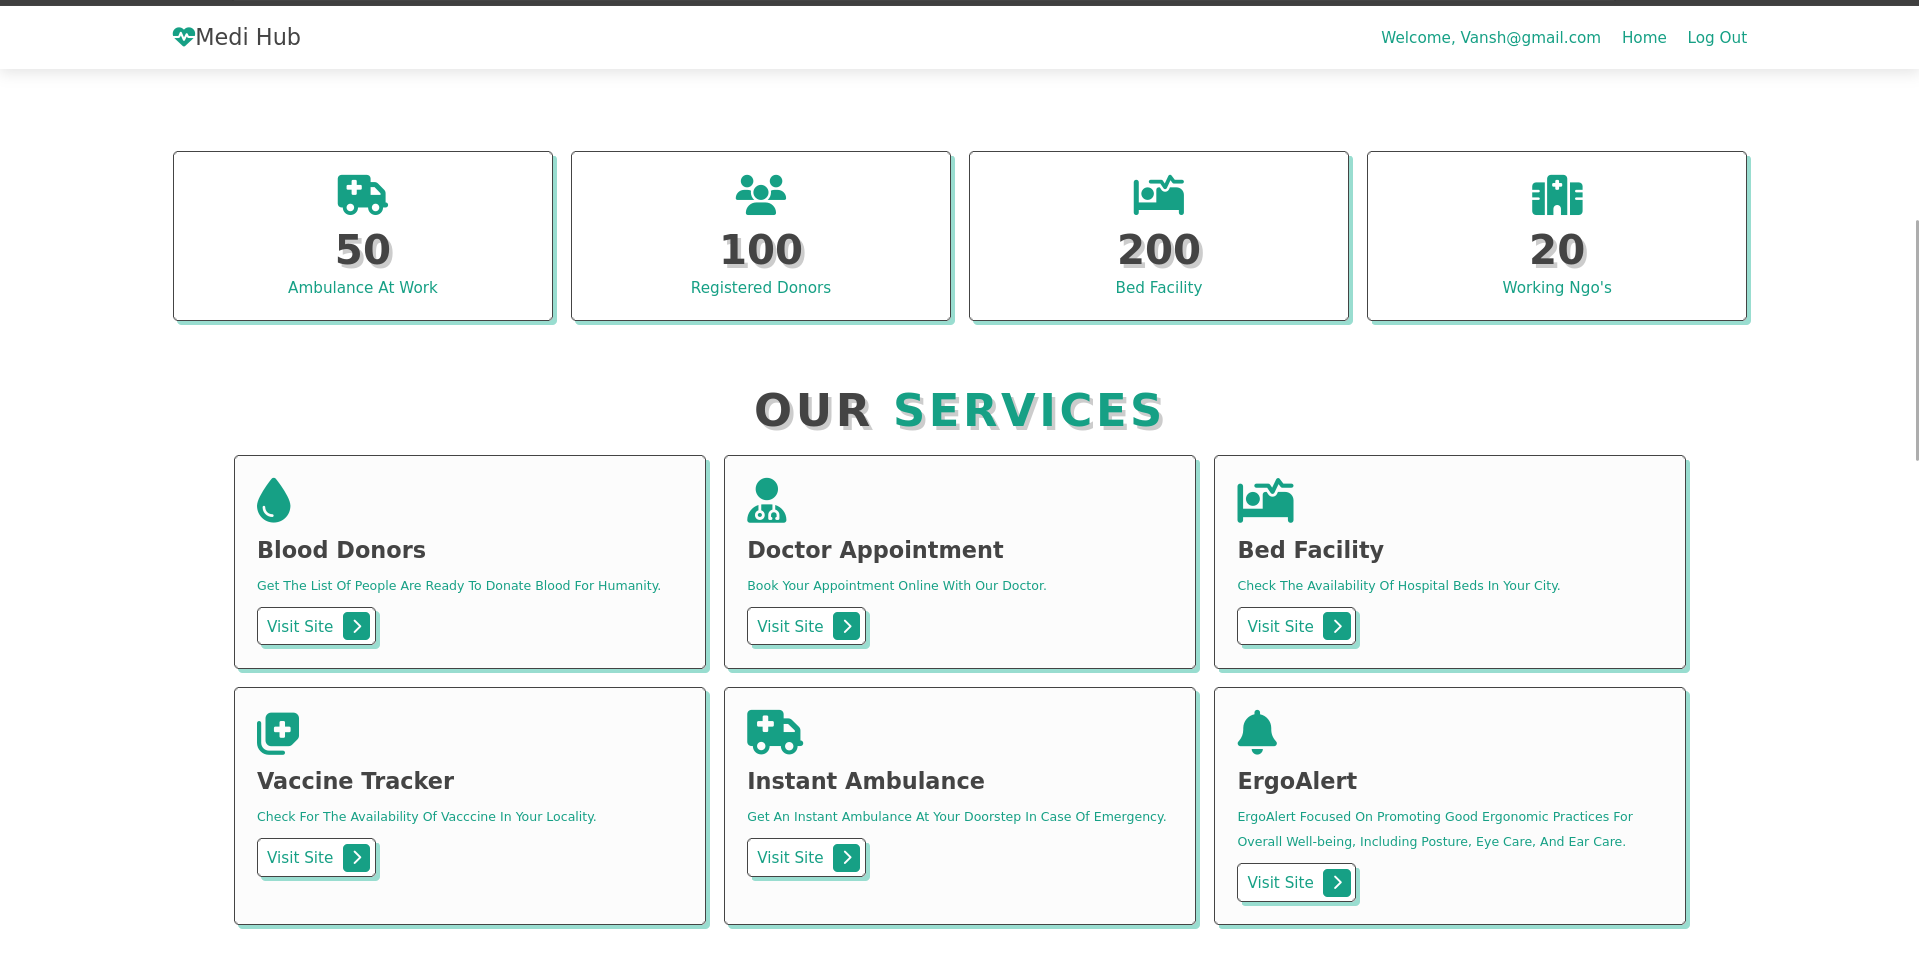 Medi Hub
Welcome, Vansh@gmail.com Home Log Out
50
Ambulance At Work
100
Registered Donors
200
Bed Facility
20
Working Ngo's
OUR SERVICES
Blood Donors
Get The List Of People Are Ready To Donate Blood For Humanity.
Visit Site
Doctor Appointment
Book Your Appointment Online With Our Doctor.
Visit Site
Bed Facility
Check The Availability Of Hospital Beds In Your City.
Visit Site
Vaccine Tracker
Check For The Availability Of Vacccine In Your Locality.
Visit Site
Instant Ambulance
Get An Instant Ambulance At Your Doorstep In Case Of Emergency.
Visit Site
ErgoAlert
ErgoAlert Focused On Promoting Good Ergonomic Practices For
Overall Well-being, Including Posture, Eye Care, And Ear Care.
Visit Site